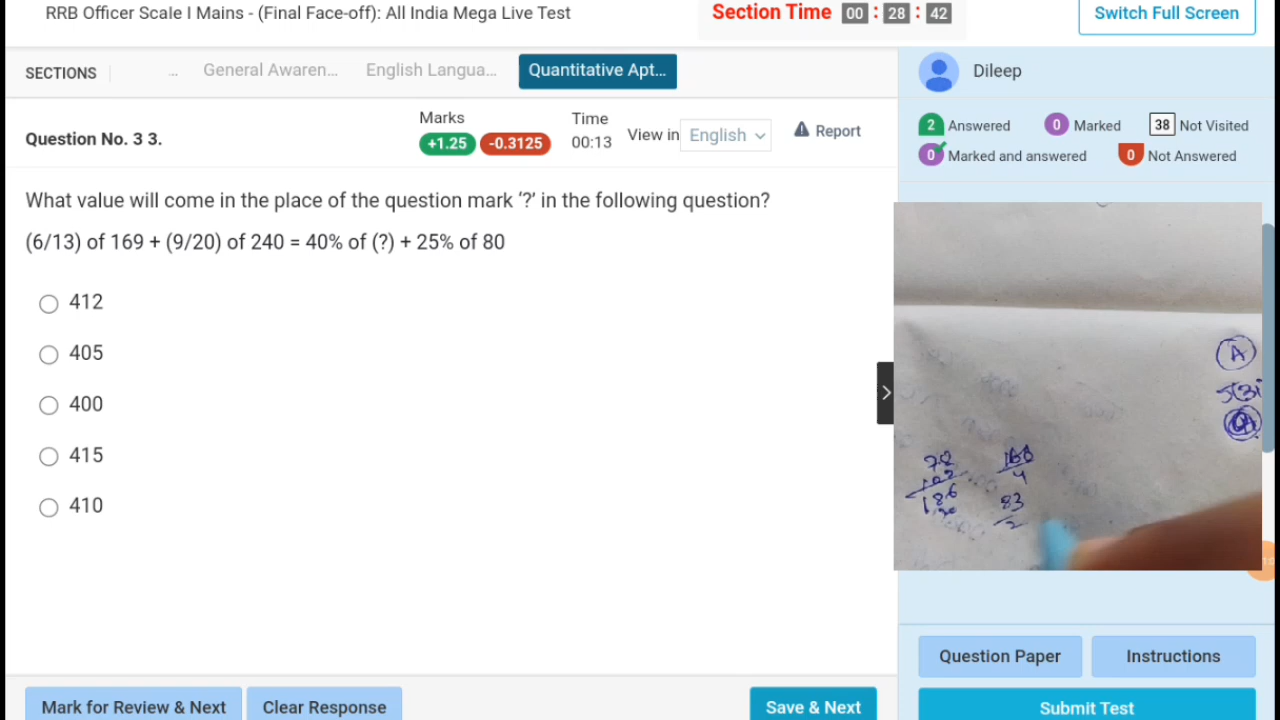 RRB Officer Scale I Mains - (Final Face-off): All India Mega Live Test
Section Time 00 : 28 : 42
Switch Full Screen
SECTIONS ... General Awaren... English Langua... Quantitative Apt...
Dileep
Question No. 3 3.
Marks
+1.25 -0.3125
Time
00:13
View in English
Report
2 Answered 0 Marked 38 Not Visited
0 Marked and answered 0 Not Answered
What value will come in the place of the question mark ‘?’ in the following question?
(6/13) of 169 + (9/20) of 240 = 40% of (?) + 25% of 80
412
405
400
415
410
A
78
186
166
4
83
2
Question Paper Instructions
Mark for Review & Next Clear Response Save & Next
Submit Test